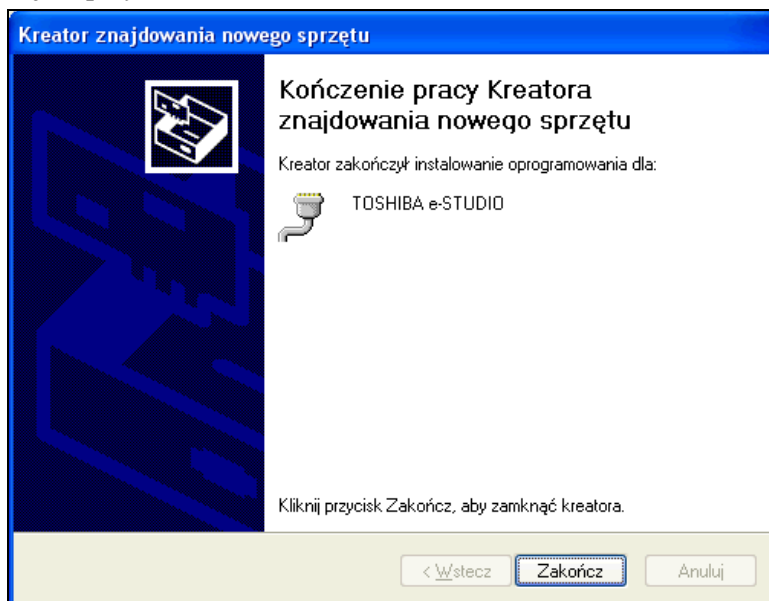 Kreator znajdowania nowego sprzętu
Kończenie pracy Kreatora
znajdowania nowego sprzętu
Kreator zakończył instalowanie oprogramowania dla:
TOSHIBA e-STUDIO
Kliknij przycisk Zakończ, aby zamknąć kreatora.
< Wstecz Zakończ Anuluj